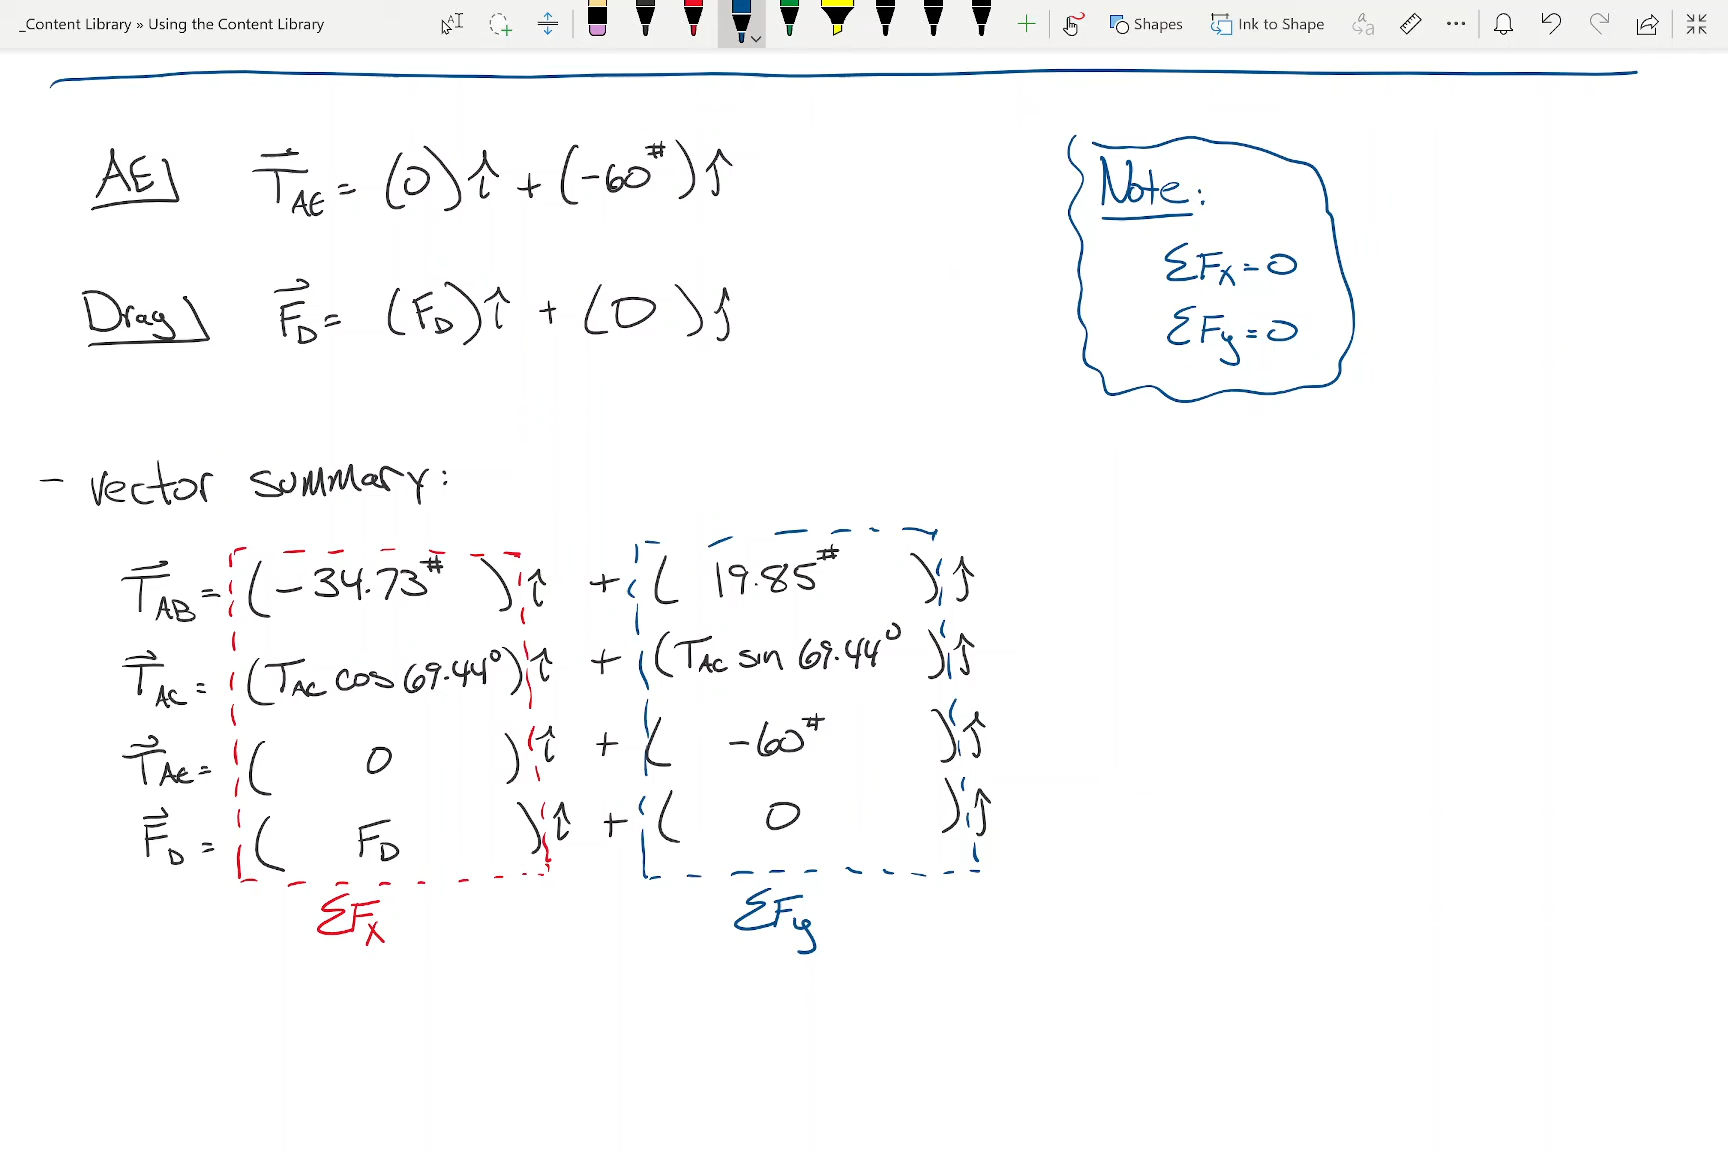 _Content Library » Using the Content Library
Shapes
Ink to Shape
AE] T⃗AE = (0)î + (-60#)ĵ
Drag] F⃗D = (FD)î + (0)ĵ
Note:
ΣFx = 0
ΣFy = 0
- vector summary:
T⃗AB = (-34.73#)î + (19.85#)ĵ
T⃗AC = (TAC cos 69.44°)î + (TAC sin 69.44°)ĵ
T⃗AE = (0)î + (-60#)ĵ
F⃗D = (FD)î + (0)ĵ
ΣFx
ΣFy